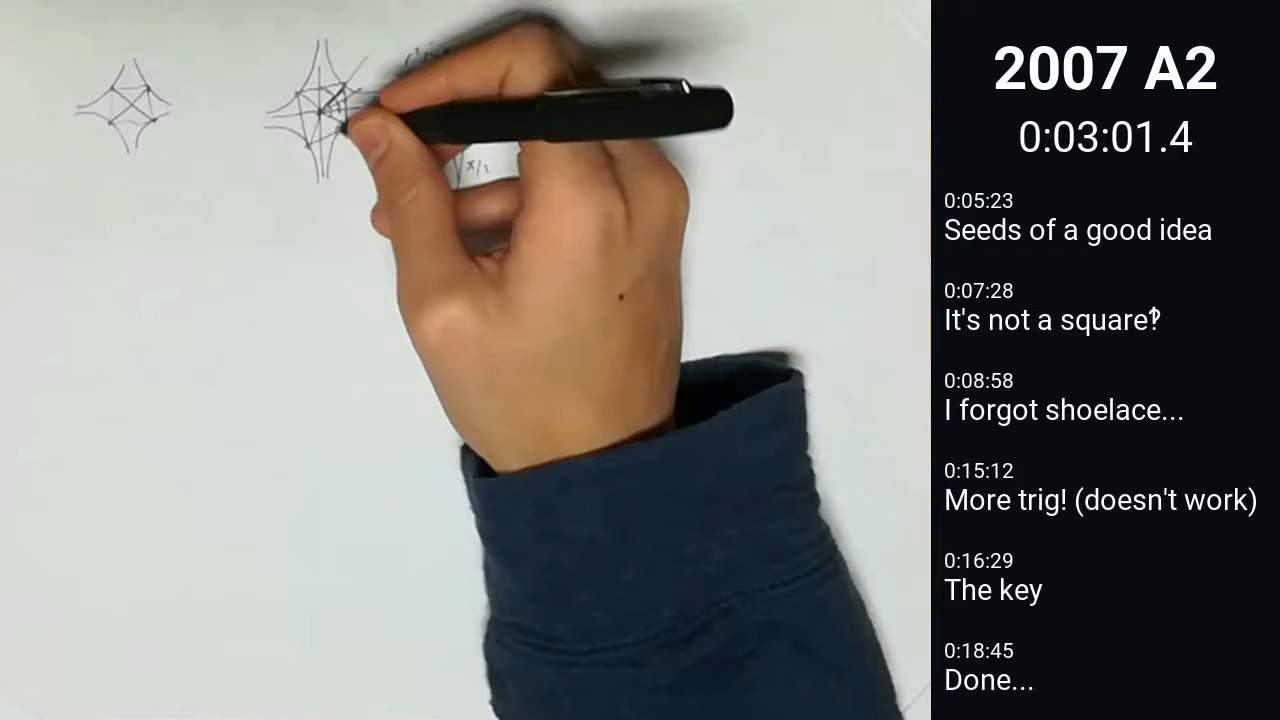 π/2
2007 A2
0:03:01.4
0:05:23
Seeds of a good idea
0:07:28
It's not a square‽
0:08:58
I forgot shoelace...
0:15:12
More trig! (doesn't work)
0:16:29
The key
0:18:45
Done...